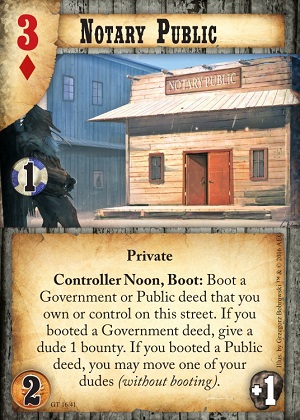 3
NOTARY PUBLIC
NOTARY PUBLIC
1
Private
Controller Noon, Boot: Boot a
Government or Public deed that you
own or control on this street. If you
booted a Government deed, give a
dude 1 bounty. If you booted a Public
deed, you may move one of your
dudes (without booting).
2
GT 16/41
+1